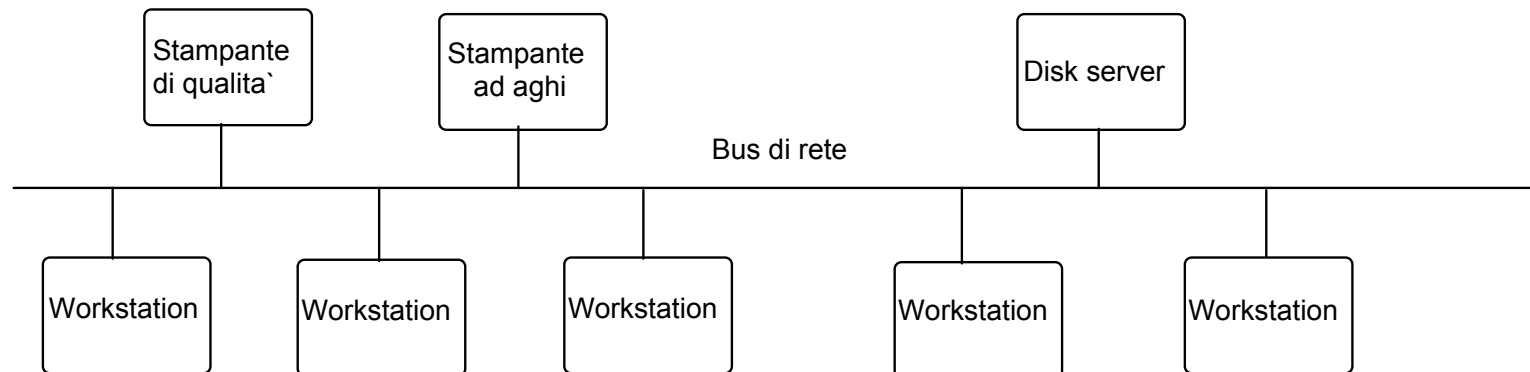 Stampante
di qualita`
Stampante
ad aghi
Disk server
Bus di rete
Workstation
Workstation
Workstation
Workstation
Workstation